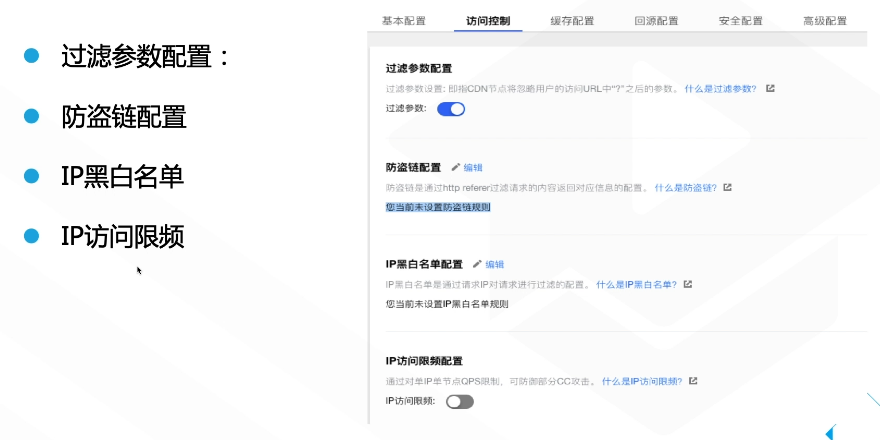 过滤参数配置：
防盗链配置
IP黑白名单
IP访问限频
基本配置 访问控制 缓存配置 回源配置 安全配置 高级配置
过滤参数配置
过滤参数设置: 即指CDN节点将忽略用户的访问URL中“?”之后的参数。 什么是过滤参数?
过滤参数:
防盗链配置 编辑
防盗链是通过http referer过滤请求的内容返回对应信息的配置。 什么是防盗链?
您当前未设置防盗链规则
IP黑白名单配置 编辑
IP黑白名单是通过请求IP对请求进行过滤的配置。 什么是IP黑白名单?
您当前未设置IP黑白名单规则
IP访问限频配置
通过对单IP单节点QPS限制，可防御部分CC攻击。 什么是IP访问限频?
IP访问限频: